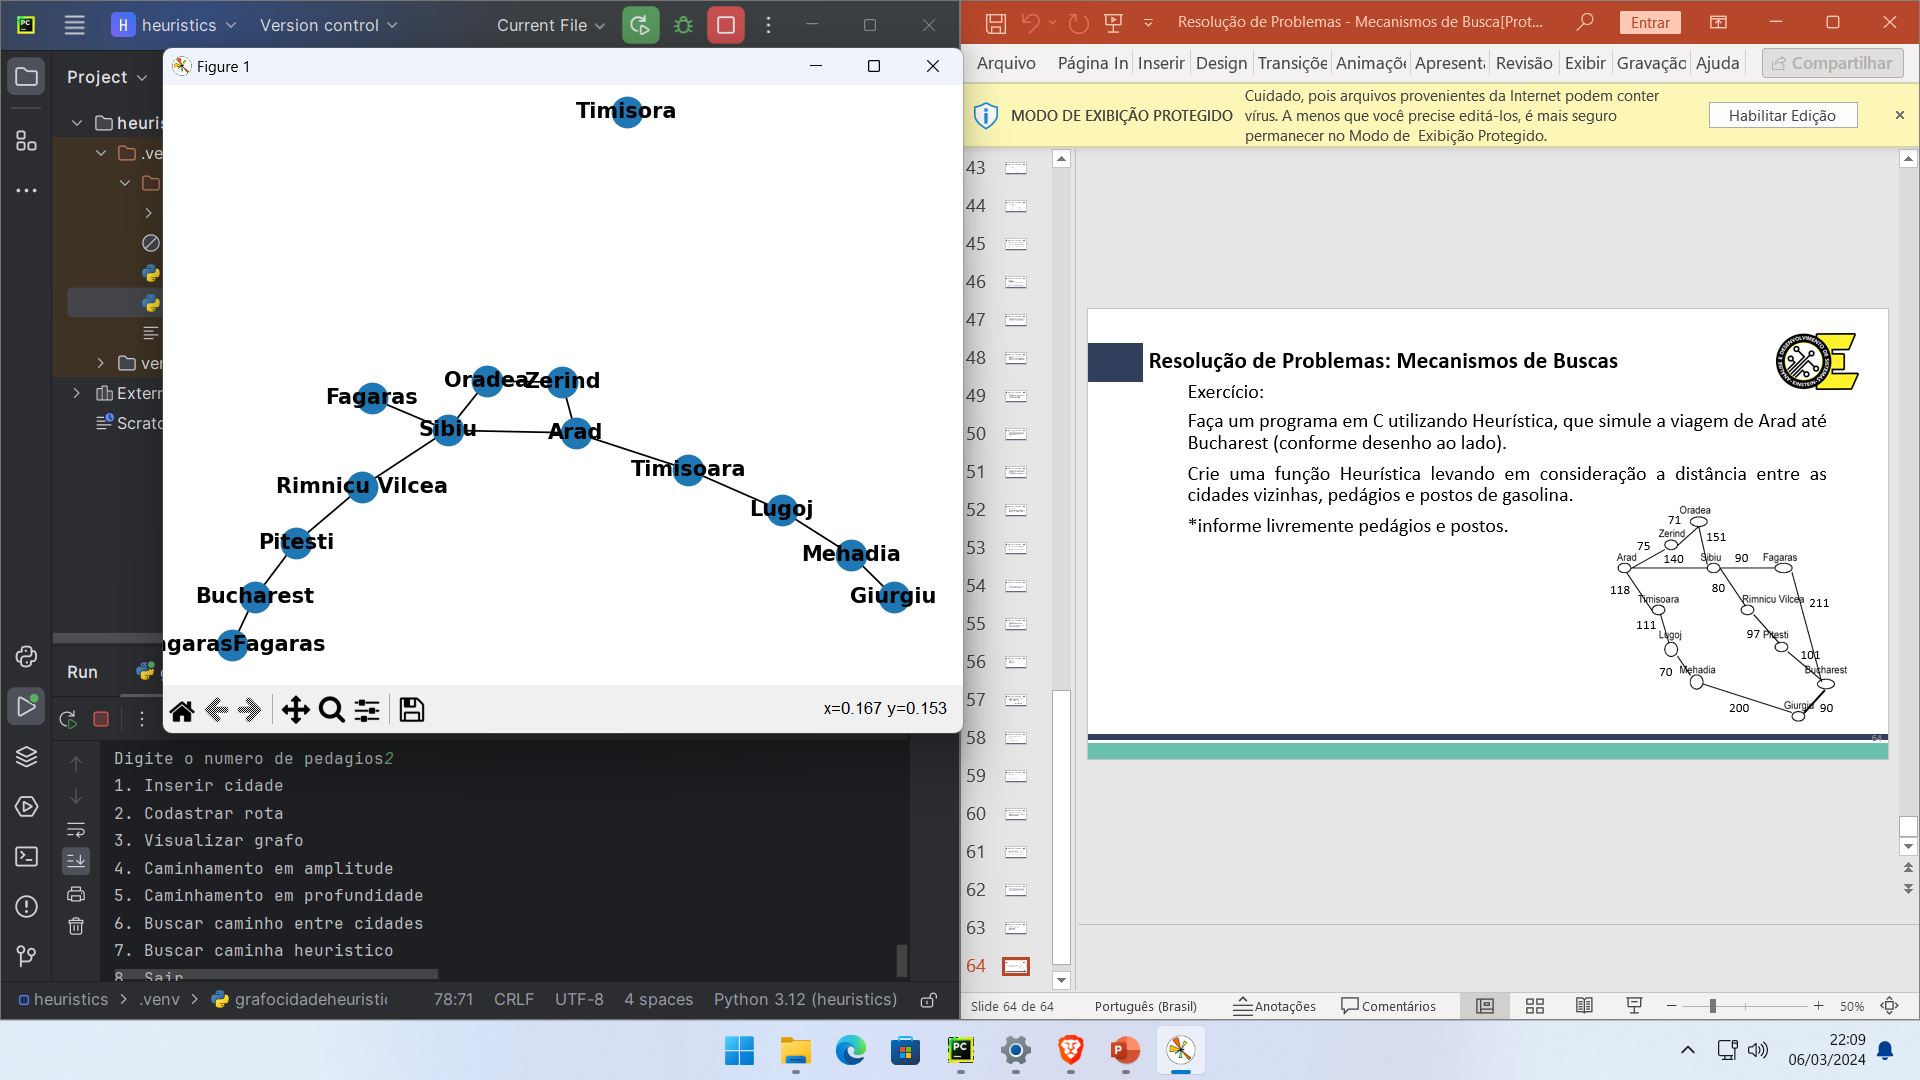 H heuristics
Version control
Current File
Project
Figure 1
heuris
.ve
ver
Extern
Scratc
Timisora
Oradea
Zerind
Fagaras
Sibiu
Arad
Timisoara
Rimnicu Vilcea
Lugoj
Pitesti
Mehadia
Bucharest
Giurgiu
agarasFagaras
x=0.167 y=0.153
Run
Digite o numero de pedagios2
1. Inserir cidade
2. Codastrar rota
3. Visualizar grafo
4. Caminhamento em amplitude
5. Caminhamento em profundidade
6. Buscar caminho entre cidades
7. Buscar caminha heuristico
8. Sair
heuristics
.venv
grafocidadeheuristic
78:71
CRLF
UTF-8
4 spaces
Python 3.12 (heuristics)
Resolução de Problemas - Mecanismos de Busca[Prot...
Entrar
Arquivo
Página In
Inserir
Design
Transiçõe
Animaçõe
Apresenta
Revisão
Exibir
Gravação
Ajuda
Compartilhar
MODO DE EXIBIÇÃO PROTEGIDO
Cuidado, pois arquivos provenientes da Internet podem conter
vírus. A menos que você precise editá-los, é mais seguro
permanecer no Modo de Exibição Protegido.
Habilitar Edição
43
44
45
46
47
48
49
50
51
52
53
54
55
56
57
58
59
60
61
62
63
64
Resolução de Problemas: Mecanismos de Buscas
Exercício:
Faça um programa em C utilizando Heurística, que simule a viagem de Arad até
Bucharest (conforme desenho ao lado).
Crie uma função Heurística levando em consideração a distância entre as
cidades vizinhas, pedágios e postos de gasolina.
*informe livremente pedágios e postos.
Oradea
71
Zerind
151
75
Arad
140
Sibiu
90
Fagaras
118
80
Timisoara
Rimnicu Vilcea
211
111
Lugoj
97
Pitesti
101
70
Mehadia
Bucharest
200
Giurgiu
90
64
Slide 64 de 64
Português (Brasil)
Anotações
Comentários
50%
22:09
06/03/2024